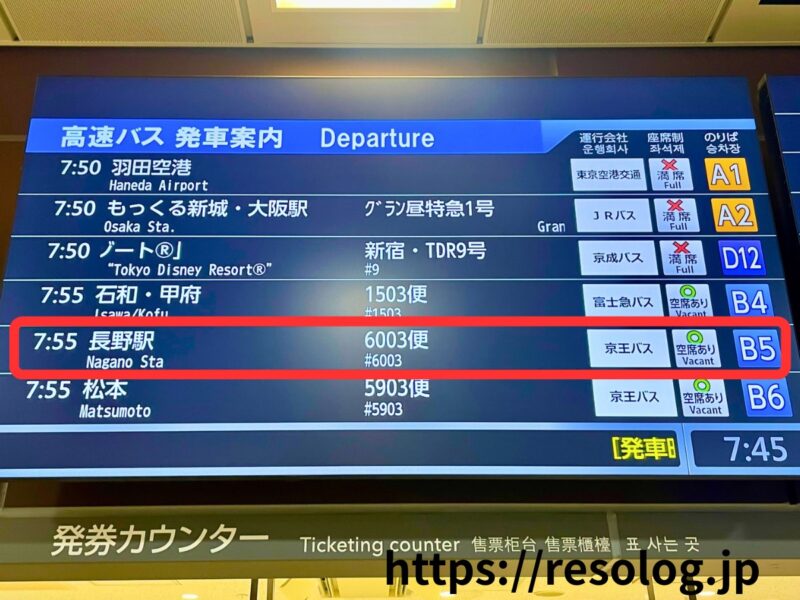 高速バス 発車案内 Departure 運行会社 座席制 のりば
운행회사 좌석제 승차장
7:50 羽田空港 東京空港交通 満席 A1
Haneda Airport Full
7:50 もっくる新城・大阪駅 グラン昼特急1号 JRバス 満席 A2
Osaka Sta. Gran Full
7:50 ノート®」 新宿・TDR9号 京成バス 満席 D12
"Tokyo Disney Resort®" #9 Full
7:55 石和・甲府 1503便 富士急バス 空席あり B4
Isawa/Kofu #1503 Vacant
7:55 長野駅 6003便 京王バス 空席あり B5
Nagano Sta #6003 Vacant
7:55 松本 5903便 京王バス 空席あり B6
Matsumoto #5903 Vacant
[発車 7:45
発券カウンター Ticketing counter 售票柜台 售票櫃檯 표 사는 곳
https://resolog.jp